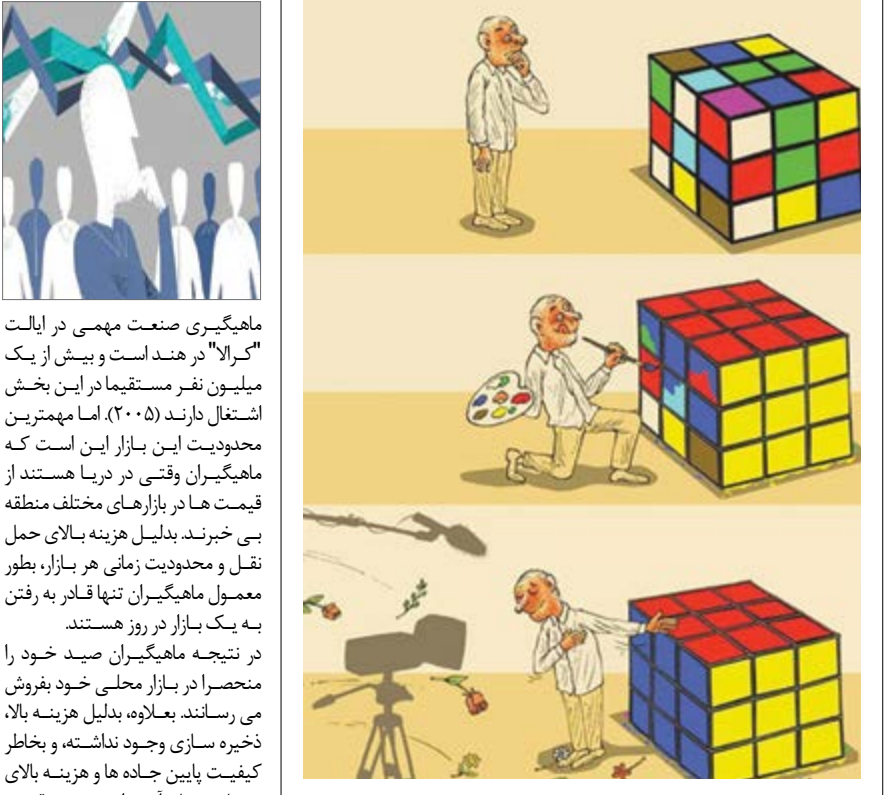 ماهیگیری صنعت مهمی در ایالت
"کرالا" در هند است و بیش از یک
میلیون نفر مستقیما در این بخش
اشتغال دارند (۲۰۰۵). اما مهمترین
محدودیت این بازار این است که
ماهیگیران وقتی در دریا هستند از
قیمت ها در بازارهای مختلف منطقه
بی خبرند. بدلیل هزینه بالای حمل
نقل و محدودیت زمانی هر بازار، بطور
معمول ماهیگیران تنها قادر به رفتن
به یک بازار در روز هستند.
در نتیجه ماهیگیران صید خود را
منحصرا در بازار محلی خود بفروش
می رسانند. بعلاوه، بدلیل هزینه بالا،
ذخیره سازی وجود نداشته، و بخاطر
کیفیت پایین جاده ها و هزینه بالای